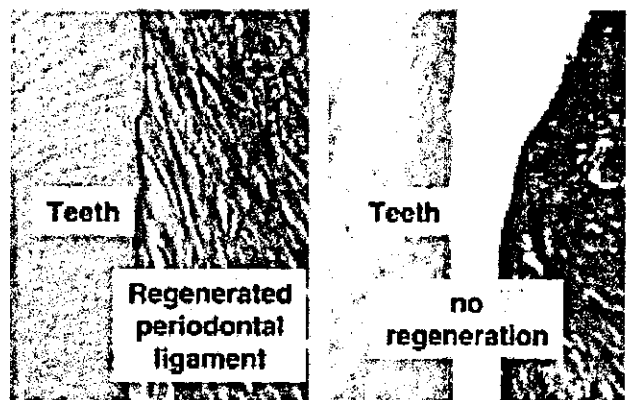 Teeth
Regenerated
periodontal
ligament
Teeth
no
regeneration